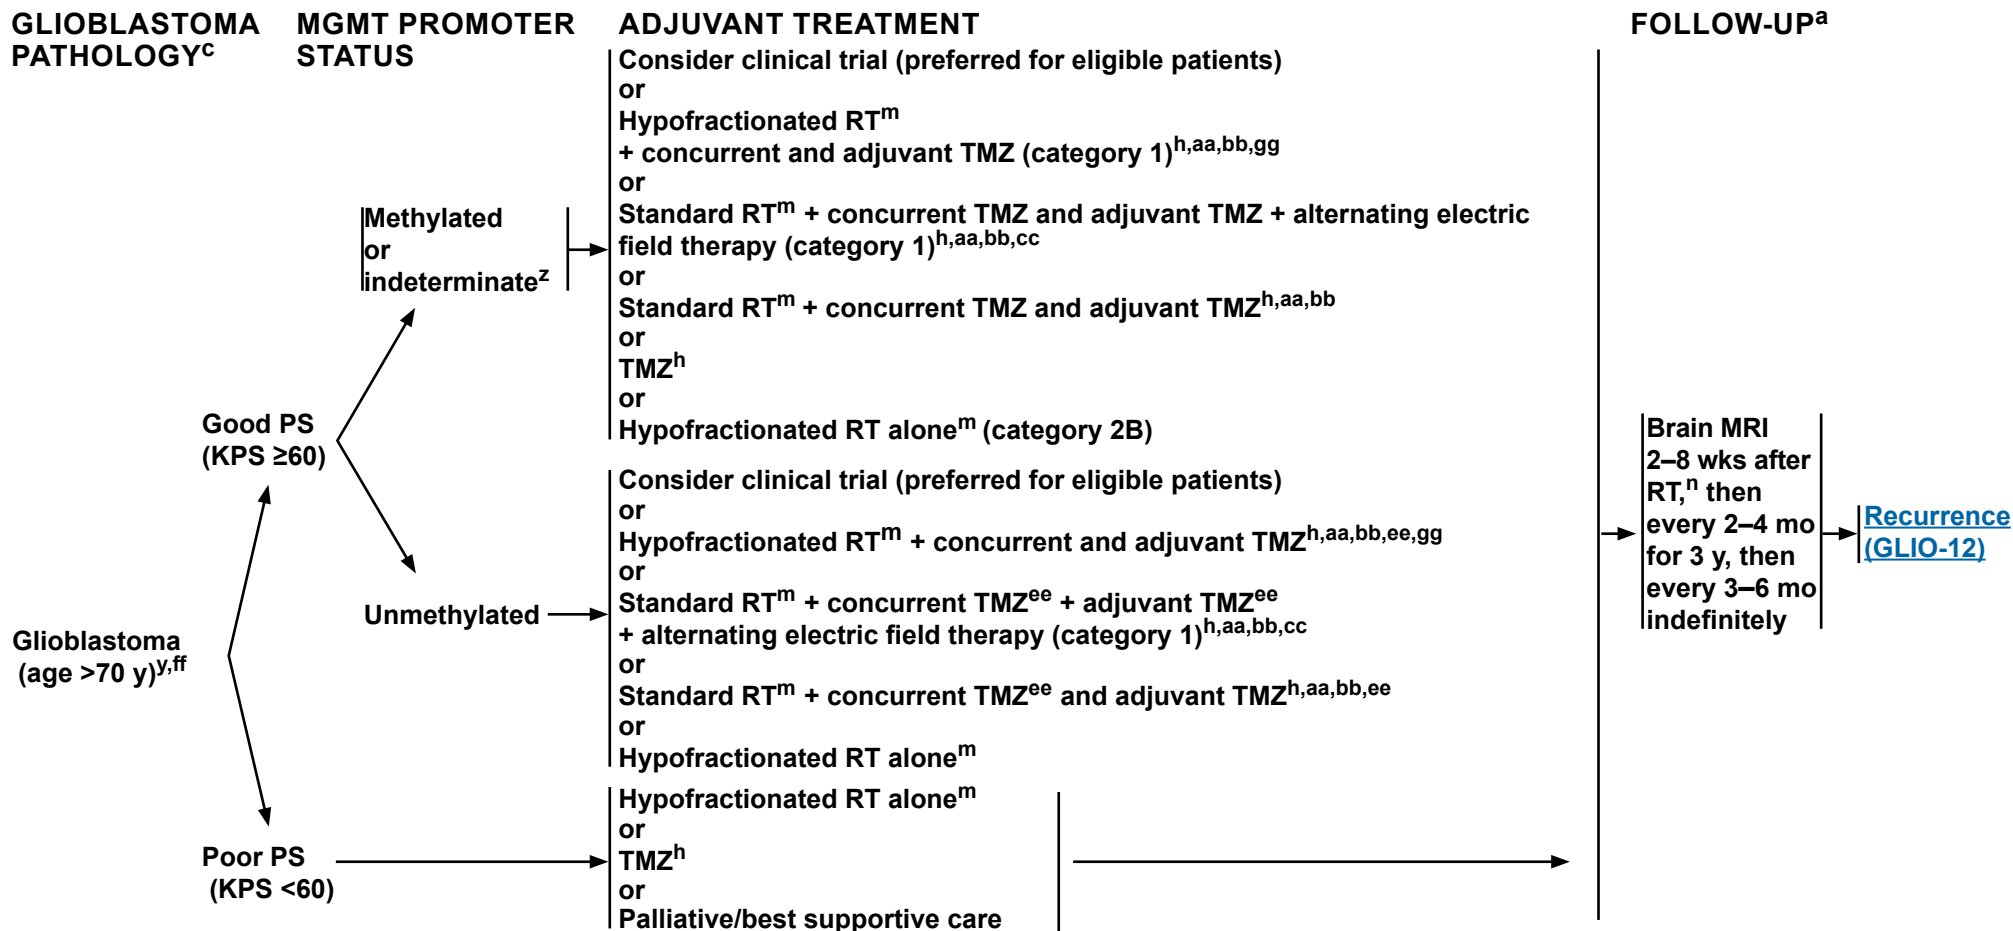 GLIOBLASTOMA
PATHOLOGYc
MGMT PROMOTER
STATUS
ADJUVANT TREATMENT
FOLLOW-UPa
Glioblastoma
(age >70 y)y,ff
Good PS
(KPS ≥60)
Methylated
or
indeterminatez
Consider clinical trial (preferred for eligible patients)
or
Hypofractionated RTm
+ concurrent and adjuvant TMZ (category 1)h,aa,bb,gg
or
Standard RTm + concurrent TMZ and adjuvant TMZ + alternating electric
field therapy (category 1)h,aa,bb,cc
or
Standard RTm + concurrent TMZ and adjuvant TMZh,aa,bb
or
TMZh
or
Hypofractionated RT alonem (category 2B)
Unmethylated
Consider clinical trial (preferred for eligible patients)
or
Hypofractionated RTm + concurrent and adjuvant TMZh,aa,bb,ee,gg
or
Standard RTm + concurrent TMZee + adjuvant TMZee
+ alternating electric field therapy (category 1)h,aa,bb,cc
or
Standard RTm + concurrent TMZee and adjuvant TMZh,aa,bb,ee
or
Hypofractionated RT alonem
Poor PS
(KPS <60)
Hypofractionated RT alonem
or
TMZh
or
Palliative/best supportive care
Brain MRI
2–8 wks after
RT,n then
every 2–4 mo
for 3 y, then
every 3–6 mo
indefinitely
Recurrence
(GLIO-12)